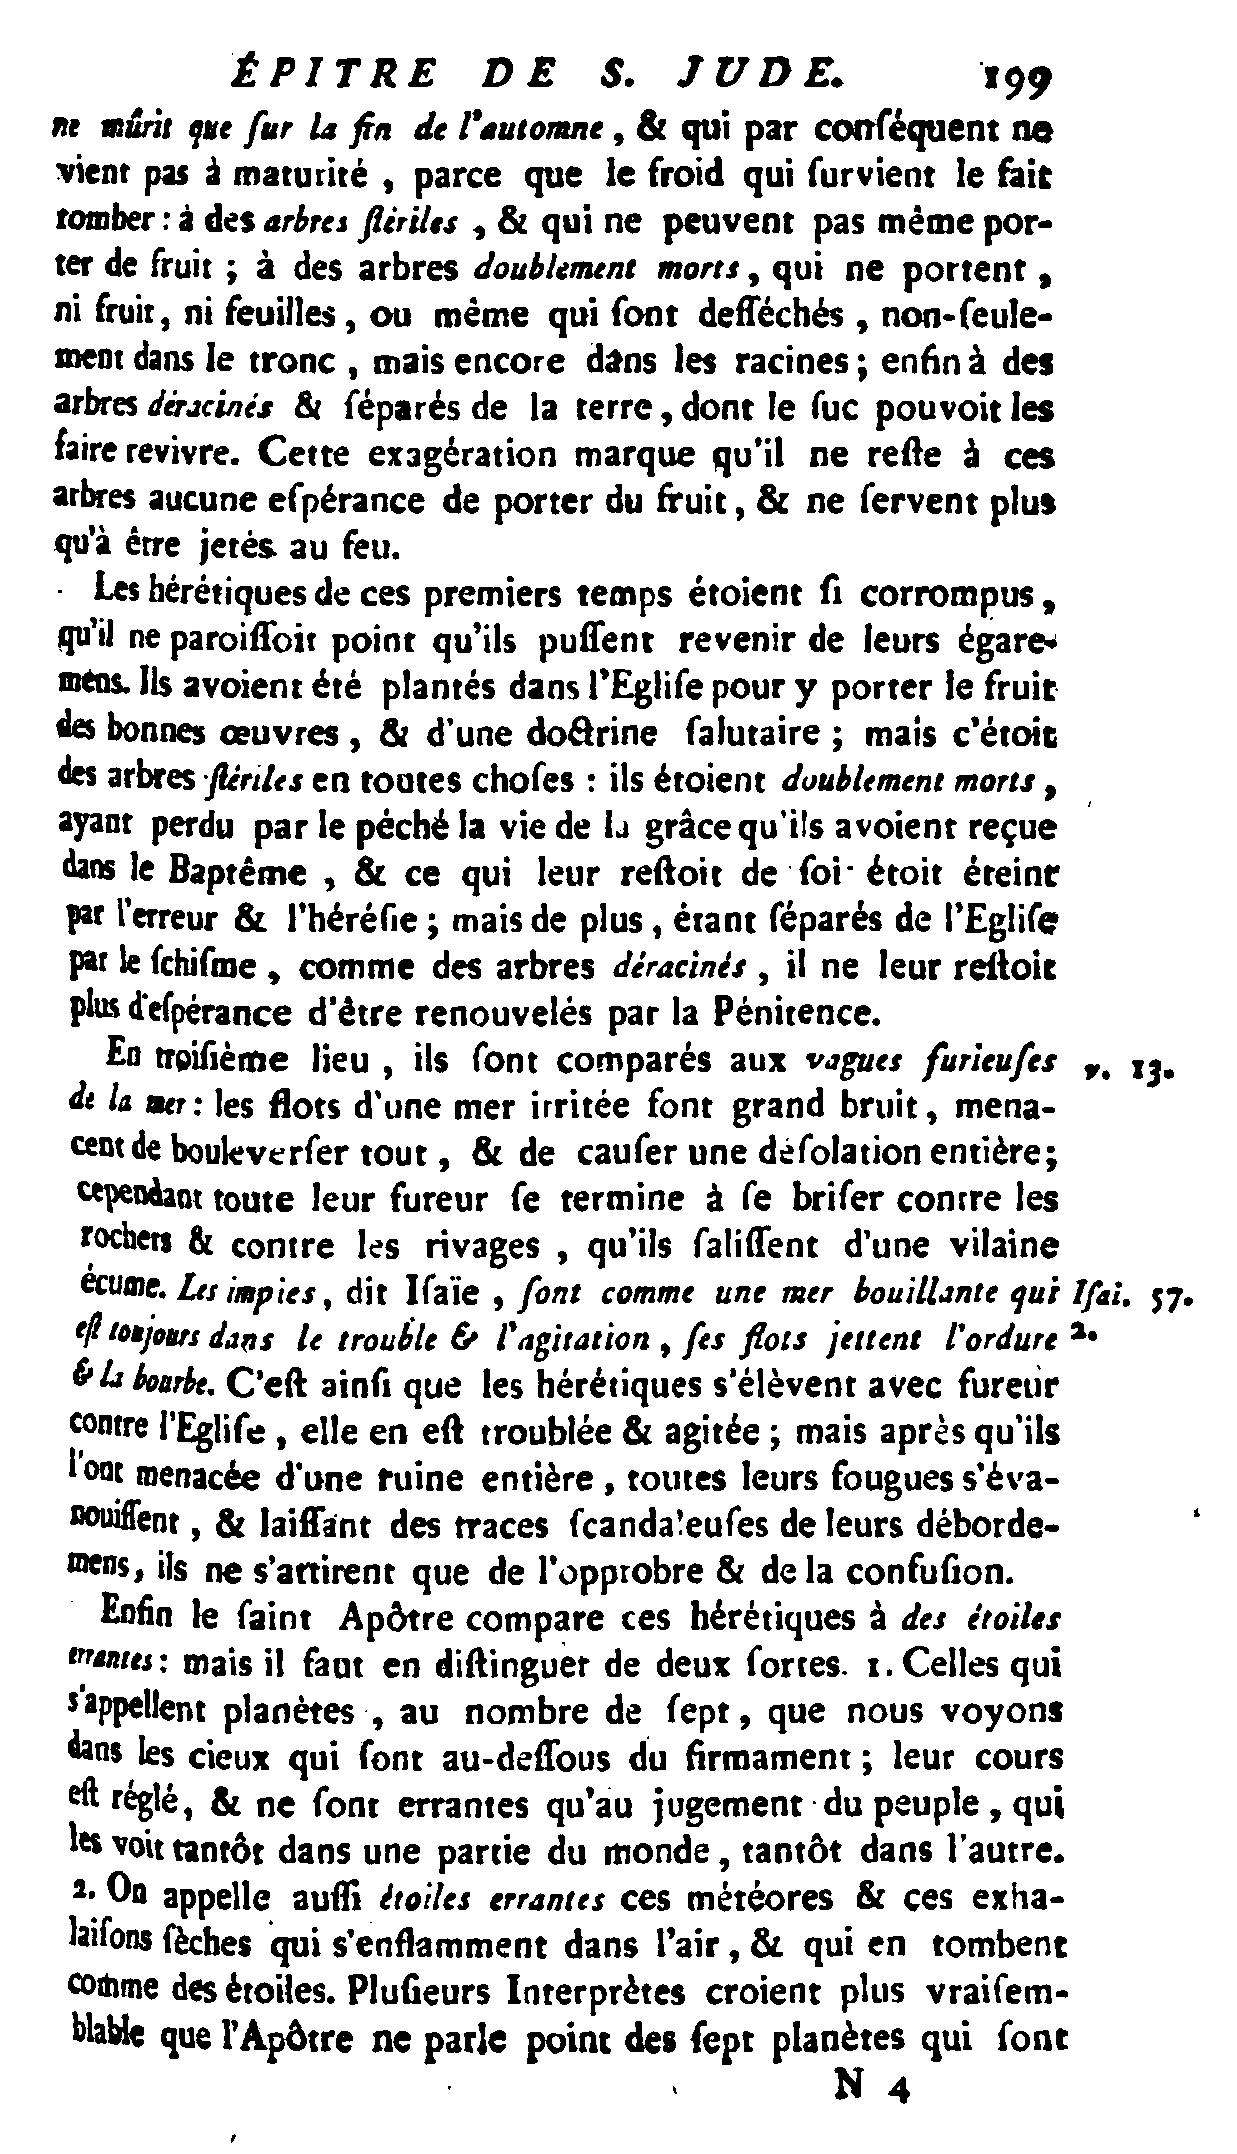 ÉPITRE DE S. JUDE. 199
ne mûrit que ſur la fin de l'automne, & qui par conſéquent ne
vient pas à maturité, parce que le froid qui ſurvient le fait
tomber : à des arbres ſtériles, & qui ne peuvent pas même por-
ter de fruit ; à des arbres doublement morts, qui ne portent,
ni fruit, ni feuilles, ou même qui ſont deſſéchés, non-ſeule-
ment dans le tronc, mais encore dans les racines ; enfin à des
arbres déracinés & ſéparés de la terre, dont le ſuc pouvoit les
faire revivre. Cette exagération marque qu'il ne reſte à ces
arbres aucune eſpérance de porter du fruit, & ne ſervent plus
qu'à être jetés au feu.
Les hérétiques de ces premiers temps étoient ſi corrompus,
qu'il ne paroiſſoit point qu'ils puſſent revenir de leurs égare-
mens. Ils avoient été plantés dans l'Egliſe pour y porter le fruit
des bonnes œuvres, & d'une doctrine ſalutaire ; mais c'étoit
des arbres ſtériles en toutes choſes : ils étoient doublement morts,
ayant perdu par le péché la vie de la grâce qu'ils avoient reçue
dans le Baptême, & ce qui leur reſtoit de foi étoit éteint
par l'erreur & l'héréſie ; mais de plus, étant ſéparés de l'Egliſe
par le ſchiſme, comme des arbres déracinés, il ne leur reſtoit
plus d'eſpérance d'être renouvelés par la Pénitence.
En troiſième lieu, ils ſont comparés aux vagues furieuſes v. 13.
de la mer : les flots d'une mer irritée font grand bruit, mena-
cent de bouleverſer tout, & de cauſer une déſolation entière ;
cependant toute leur fureur ſe termine à ſe briſer contre les
rochers & contre les rivages, qu'ils ſaliſſent d'une vilaine
écume. Les impies, dit Iſaïe, ſont comme une mer bouillante qui Iſai. 57.
eſt toujours dans le trouble & l'agitation, ſes flots jettent l'ordure 2.
& la bourbe. C'eſt ainſi que les hérétiques s'élèvent avec fureur
contre l'Egliſe, elle en eſt troublée & agitée ; mais après qu'ils
l'ont menacée d'une ruine entière, toutes leurs fougues s'éva-
nouiſſent, & laiſſant des traces ſcandaleuſes de leurs déborde-
mens, ils ne s'attirent que de l'opprobre & de la confuſion.
Enfin le ſaint Apôtre compare ces hérétiques à des étoiles
errantes : mais il faut en diſtinguer de deux ſortes. 1. Celles qui
s'appellent planètes, au nombre de ſept, que nous voyons
dans les cieux qui ſont au-deſſous du firmament ; leur cours
eſt réglé, & ne ſont errantes qu'au jugement du peuple, qui
les voit tantôt dans une partie du monde, tantôt dans l'autre.
2. On appelle auſſi étoiles errantes ces météores & ces exha-
laiſons ſèches qui s'enflamment dans l'air, & qui en tombent
comme des étoiles. Pluſieurs Interprètes croient plus vraiſem-
blable que l'Apôtre ne parle point des ſept planètes qui ſont
N 4